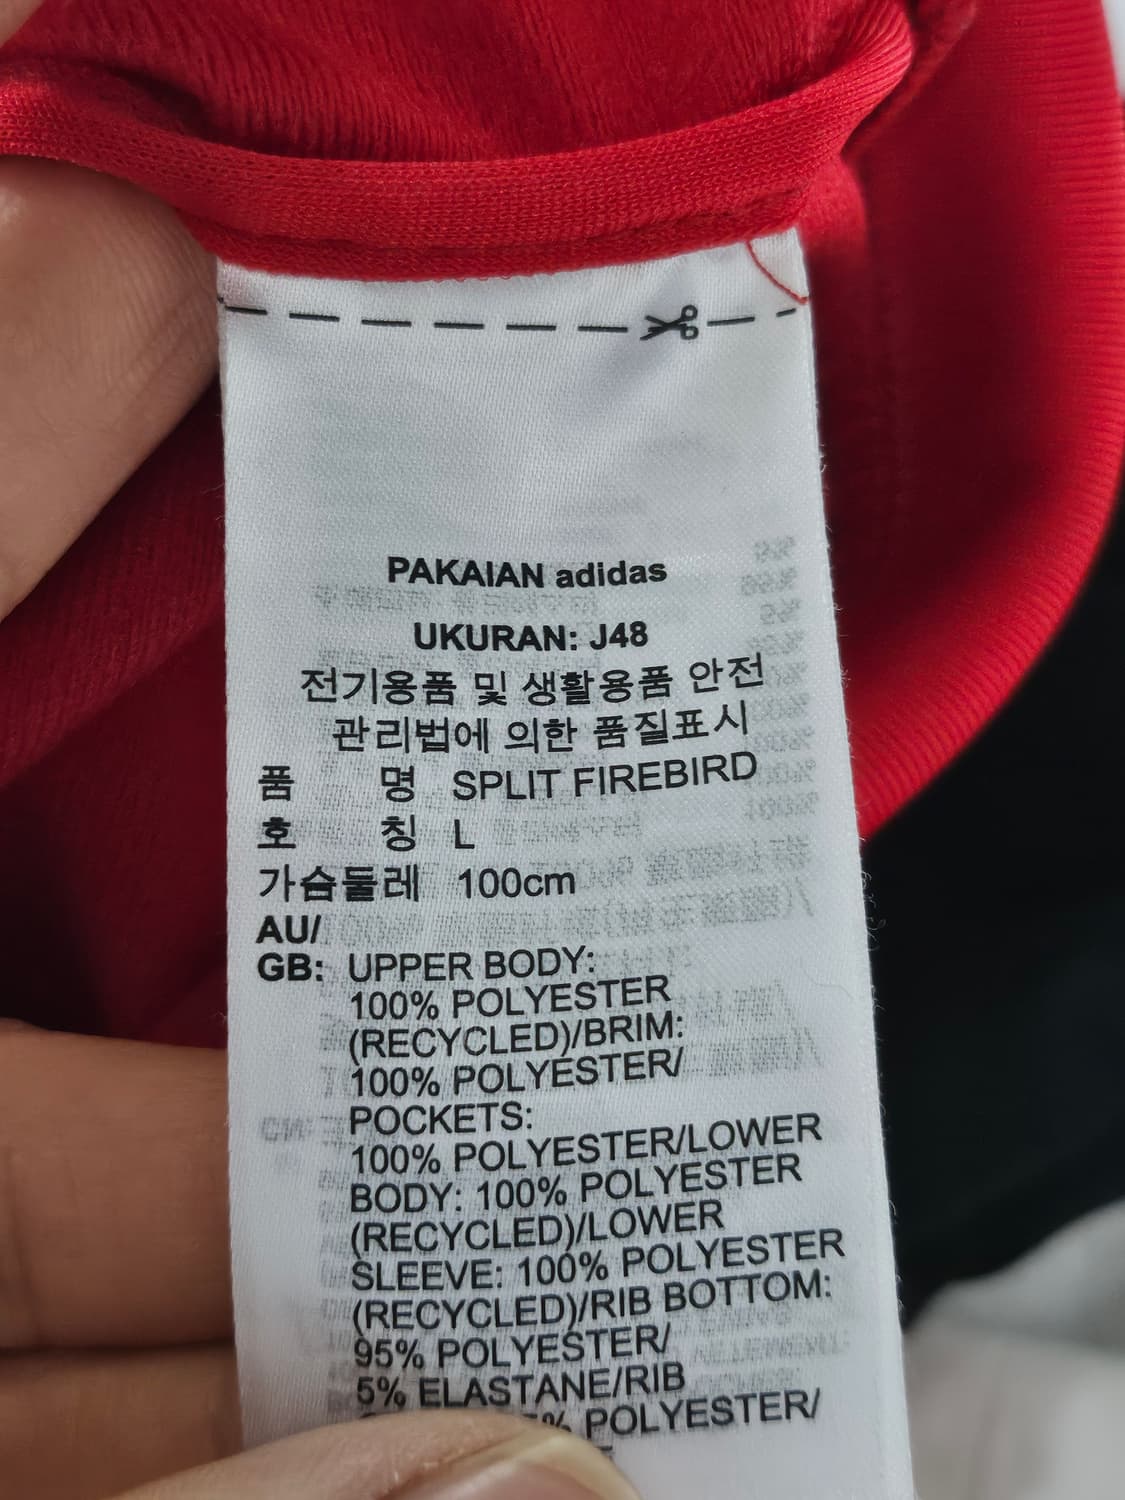 PAKAIAN adidas
UKURAN: J48
전기용품 및 생활용품 안전
관리법에 의한 품질표시
품 명 SPLIT FIREBIRD
호 칭 L
가슴둘레 100cm
AU/
GB: UPPER BODY:
100% POLYESTER
(RECYCLED)/BRIM:
100% POLYESTER/
POCKETS:
100% POLYESTER/LOWER
BODY: 100% POLYESTER
(RECYCLED)/LOWER
SLEEVE: 100% POLYESTER
(RECYCLED)/RIB BOTTOM:
95% POLYESTER/
5% ELASTANE/RIB
POLYESTER/